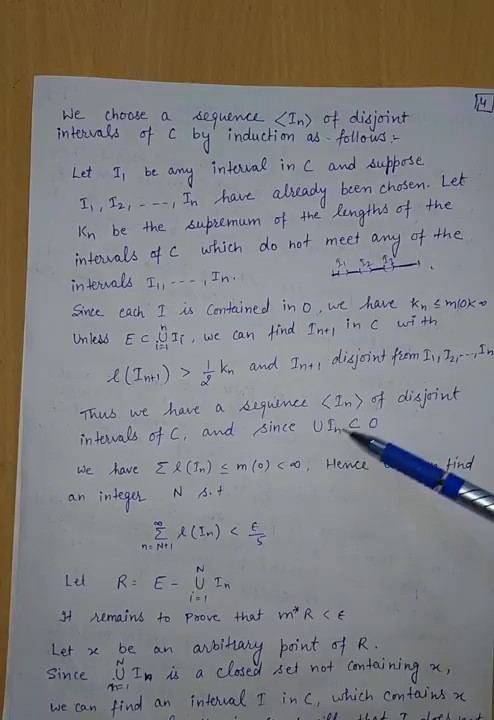 4
We choose a sequence <In> of disjoint
intervals of C by induction as follows:-
Let I1 be any interval in C and suppose
I1, I2, ----, In have already been chosen. Let
Kn be the supremum of the lengths of the
intervals of C which do not meet any of the
intervals I1, ---, In.
I1 I2 I3
Since each I is contained in O, we have kn ≤ m(O)<∞
Unless E ⊂ ⋃_{i=1}^{n} Ii, we can find In+1 in C with
l(In+1) > 1/2 kn and In+1 disjoint from I1, I2, --, In
Thus we have a sequence <In> of disjoint
intervals of C, and since ∪In ⊂ O
We have Σ l(In) ≤ m(O) < ∞, Hence find
an integer N s.t
∑_{n=N+1}^{∞} l(In) < ε/5
Let R = E - ⋃_{i=1}^{N} In
It remains to prove that m*R < ε
Let x be an arbitrary point of R.
Since ⋃_{n=1}^{N} In is a closed set not containing x,
we can find an interval I in C, which contains x